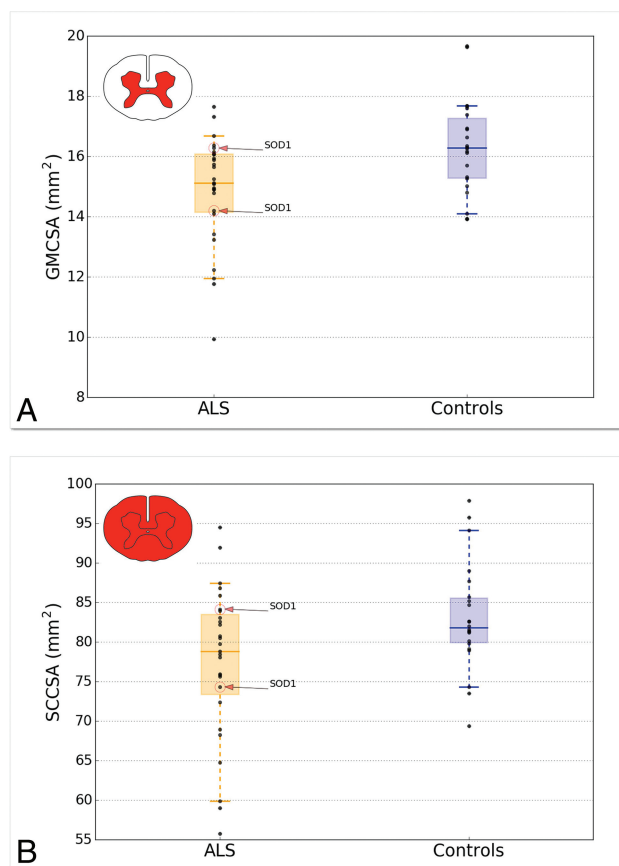 20
18
16
14
12
10
8
GMCSA (mm²)
SOD1
SOD1
ALS
Controls
A
100
95
90
85
80
75
70
65
60
55
SCCSA (mm²)
SOD1
SOD1
ALS
Controls
B